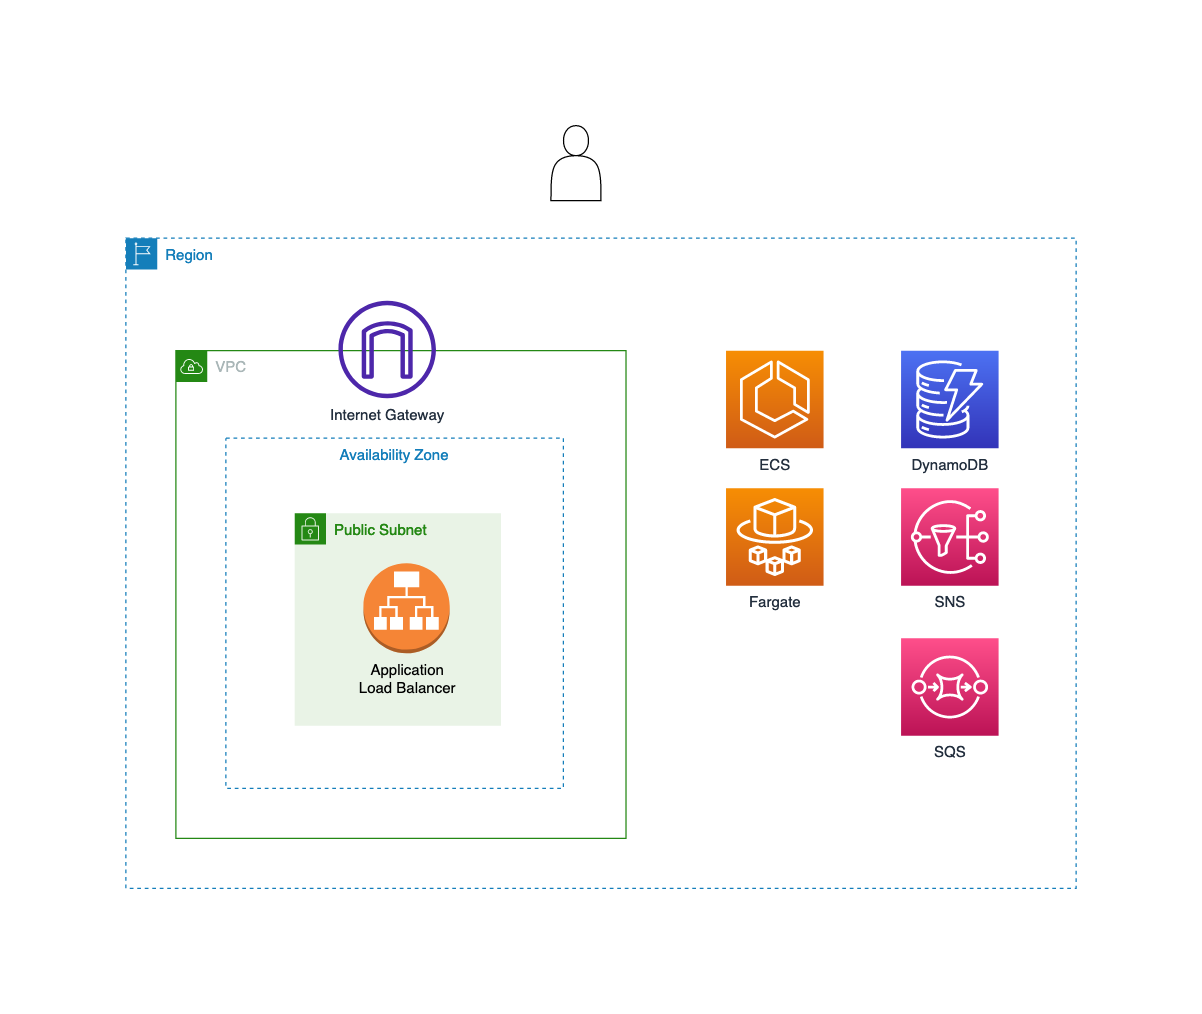 Region
VPC
Internet Gateway
Availability Zone
Public Subnet
Application
Load Balancer
ECS
DynamoDB
Fargate
SNS
SQS